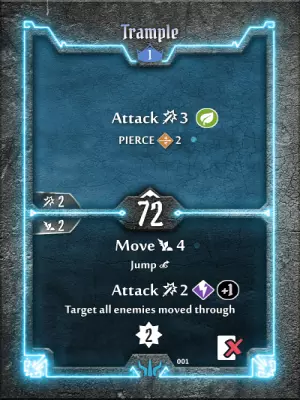 Trample
1
Attack 3
PIERCE 2
2
72
2
Move 4
Jump
Attack 2 +1
Target all enemies moved through
2
001